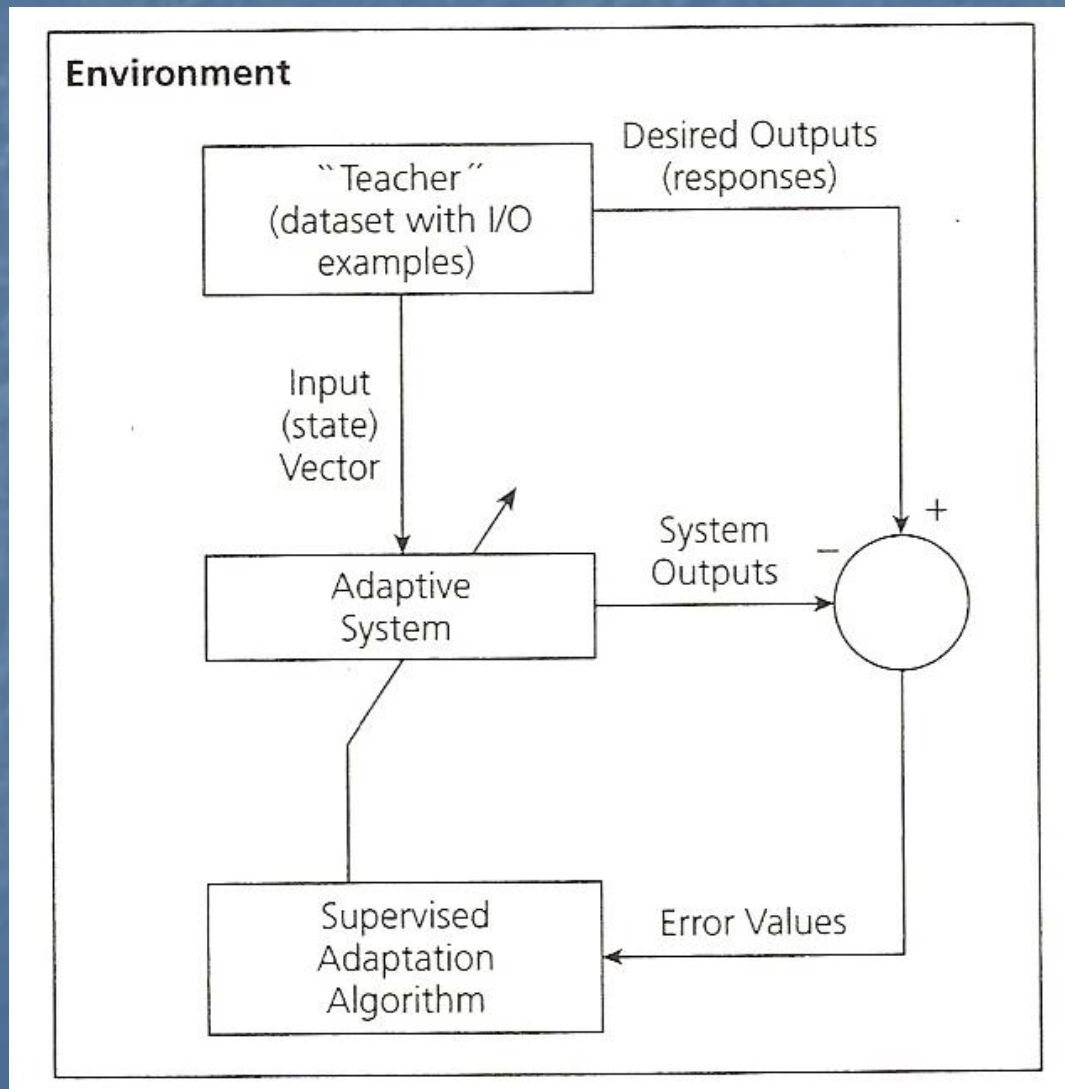 Environment
``Teacher´´
(dataset with I/O
examples)
Desired Outputs
(responses)
Input
(state)
Vector
Adaptive
System
System
Outputs
−
+
Supervised
Adaptation
Algorithm
Error Values